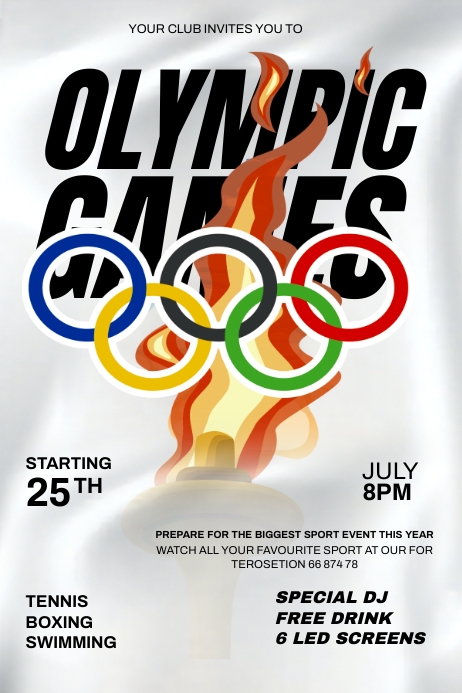 YOUR CLUB INVITES YOU TO
OLYMPIC
GAMES
STARTING
25TH
JULY
8PM
PREPARE FOR THE BIGGEST SPORT EVENT THIS YEAR
WATCH ALL YOUR FAVOURITE SPORT AT OUR FOR
TEROSETION 66 874 78
TENNIS
BOXING
SWIMMING
SPECIAL DJ
FREE DRINK
6 LED SCREENS